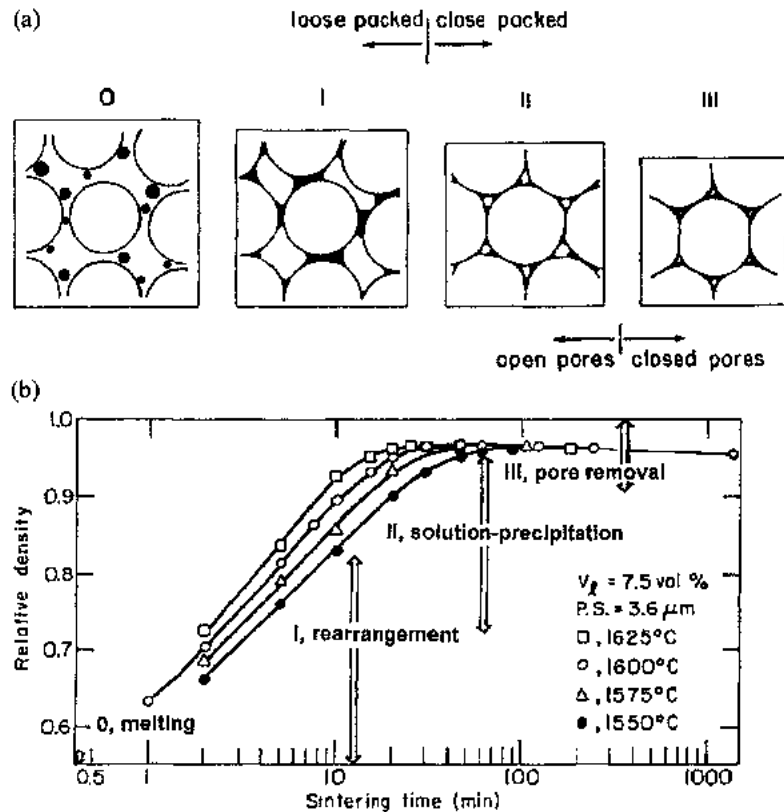 (a)
loose packed close packed
O I II III
open pores closed pores
(b)
Relative density
1.0
0.9
0.8
0.7
0.6
0
III, pore removal
II, solution-precipitation
I, rearrangement
O, melting
Vℓ = 7.5 vol %
P.S. = 3.6 μm
□, 1625°C
○, 1600°C
△, 1575°C
●, 1550°C
0.5 1 10 100 1000
Sintering time (min)